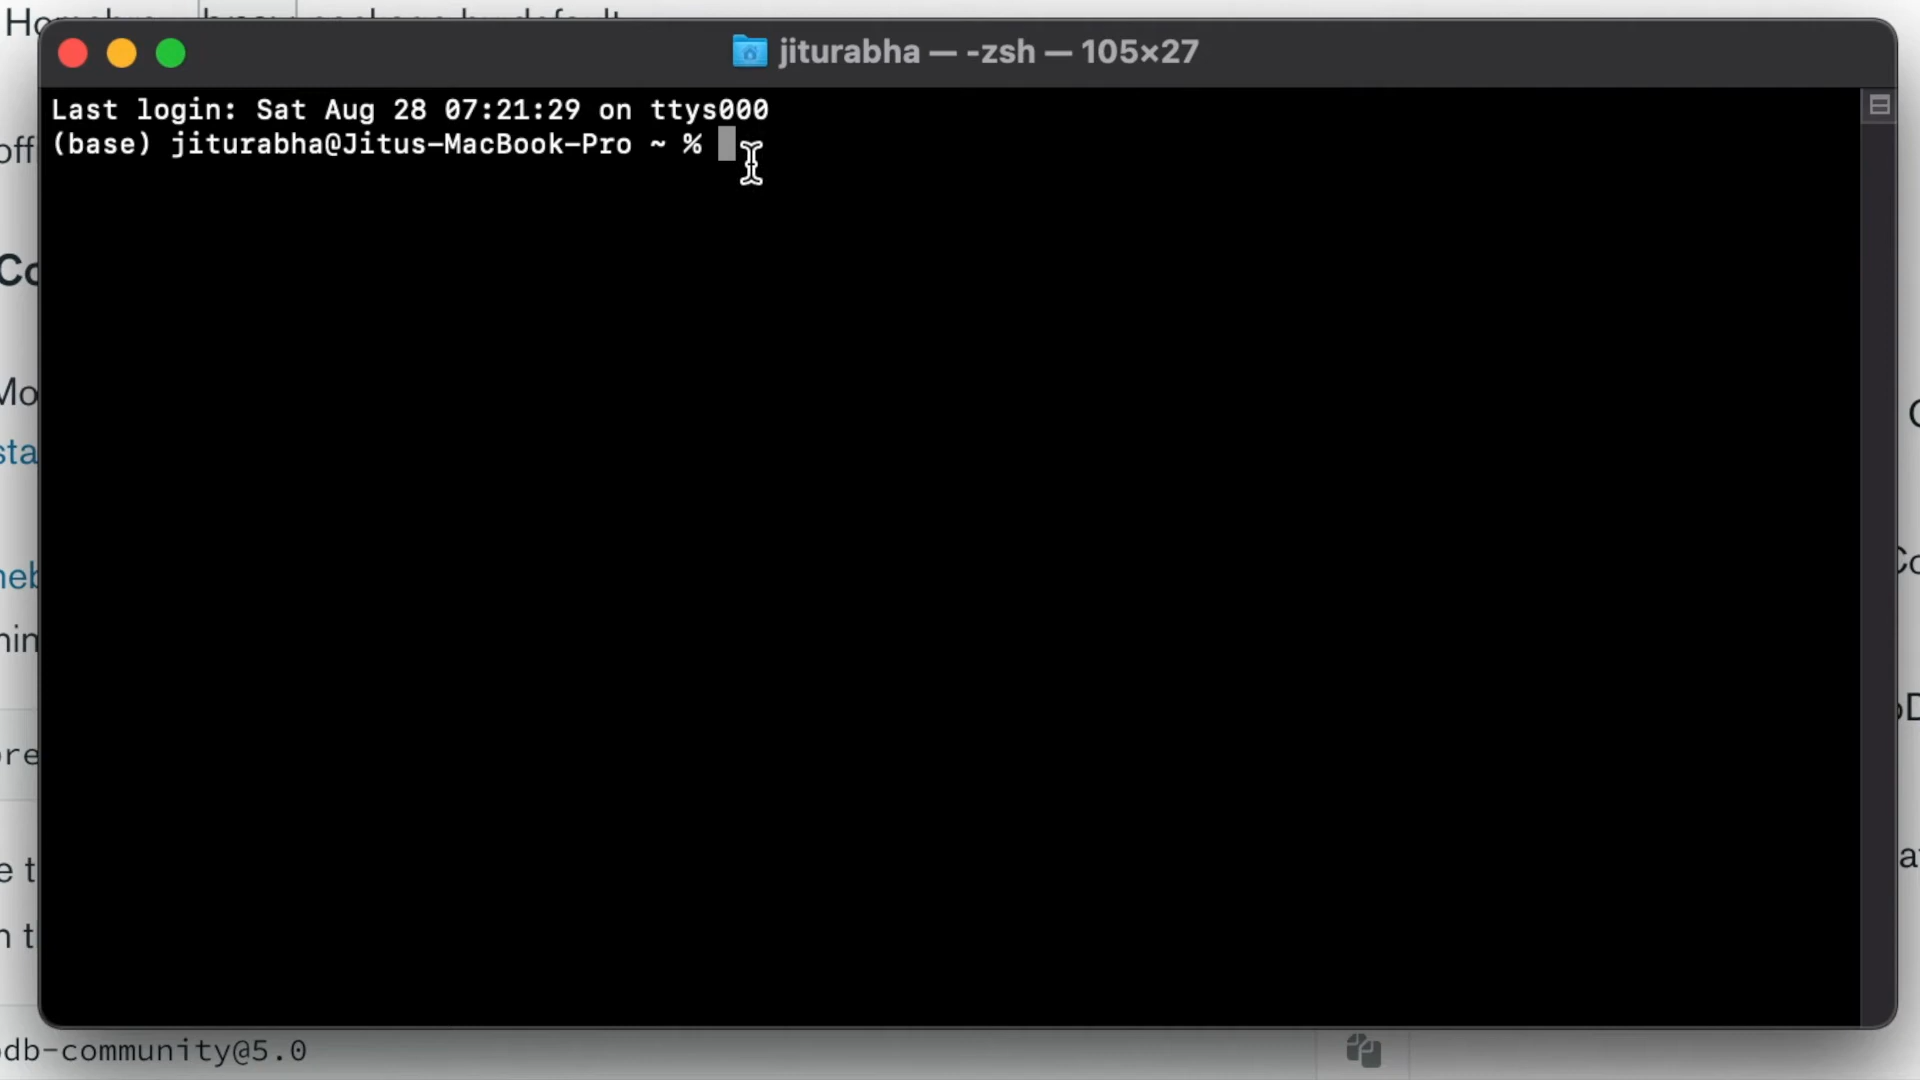 jiturabha — -zsh — 105×27
Last login: Sat Aug 28 07:21:29 on ttys000
(base) jiturabha@Jitus-MacBook-Pro ~ % 
db-community@5.0